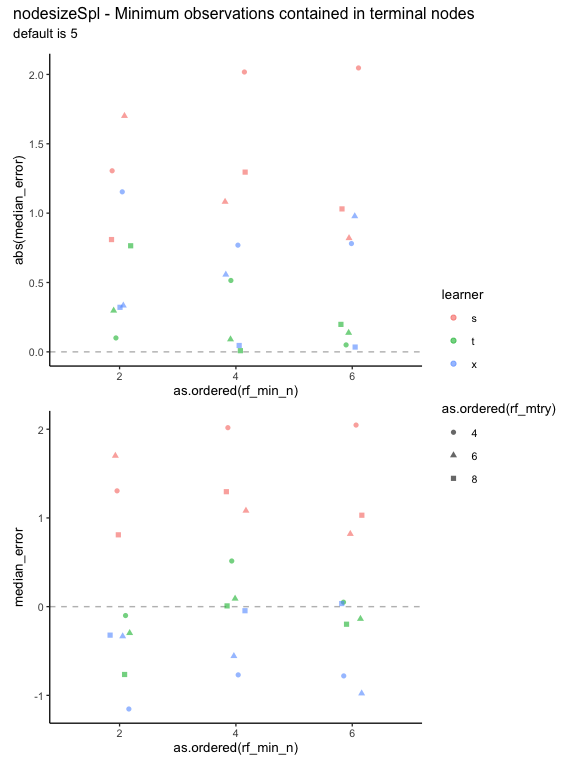 nodesizeSpl - Minimum observations contained in terminal nodes
default is 5
abs(median_error)
2.0
1.5
1.0
0.5
0.0
2 4 6
as.ordered(rf_min_n)
learner
s
t
x
as.ordered(rf_mtry)
4
6
8
median_error
2
1
0
-1
2 4 6
as.ordered(rf_min_n)